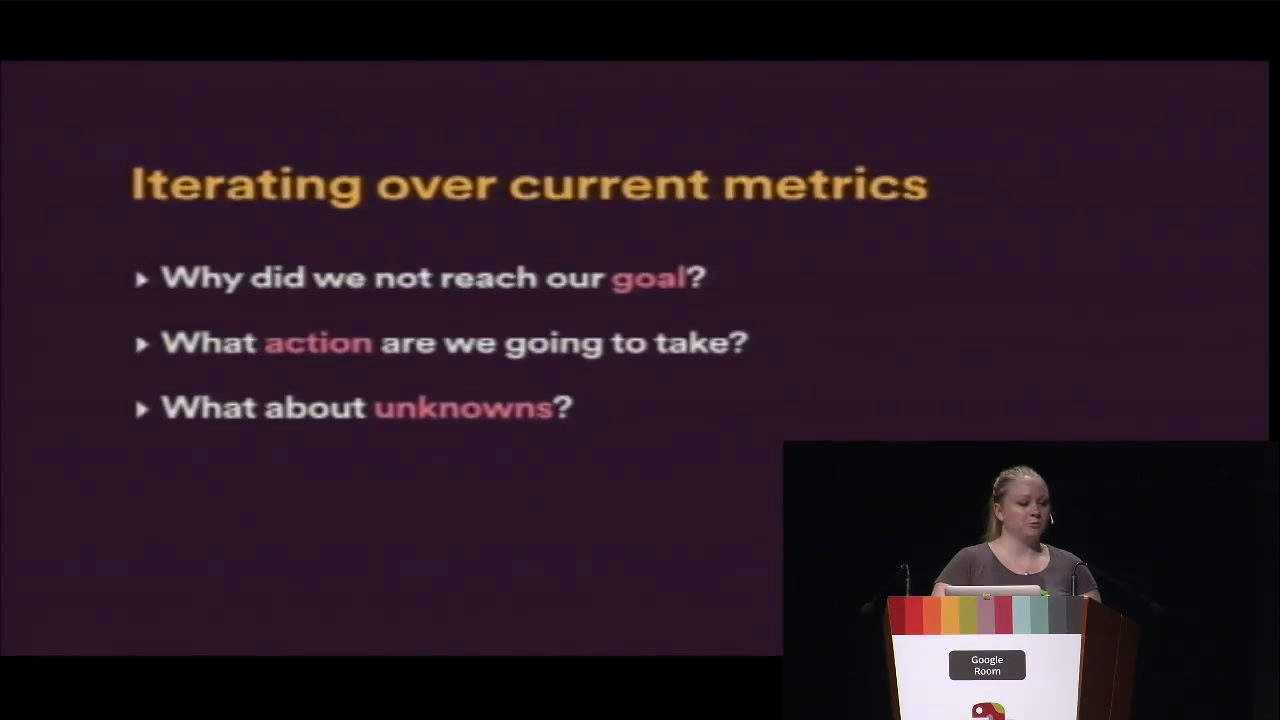 Iterating over current metrics
Why did we not reach our goal?
What action are we going to take?
What about unknowns?
Google
Room